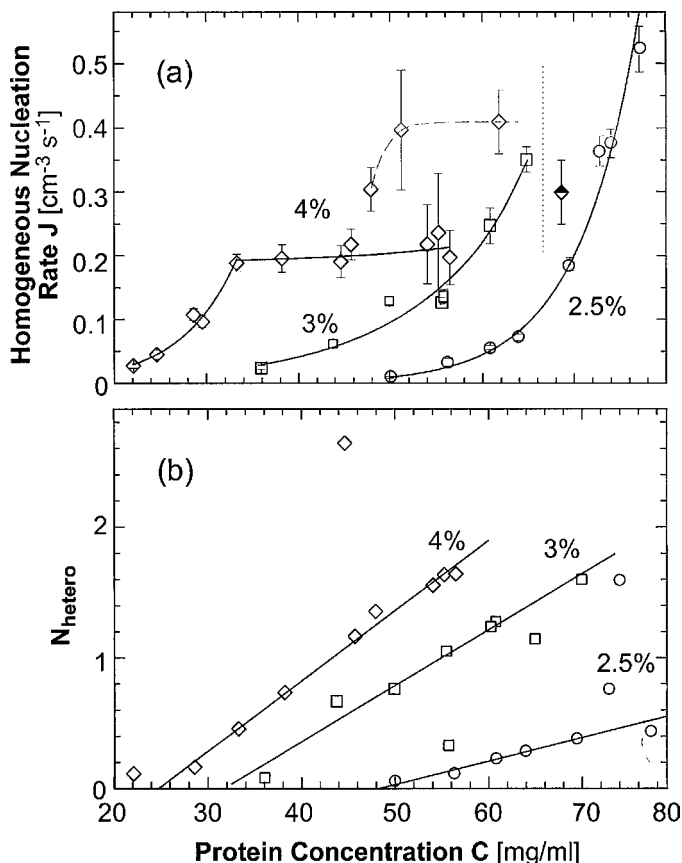 (a)
Homogeneous Nucleation
Rate J [cm⁻³ s⁻¹]
0.5
0.4
0.3
0.2
0.1
0
4%
3%
2.5%
(b)
N_hetero
2
1
0
4%
3%
2.5%
20 30 40 50 60 70 80
Protein Concentration C [mg/ml]